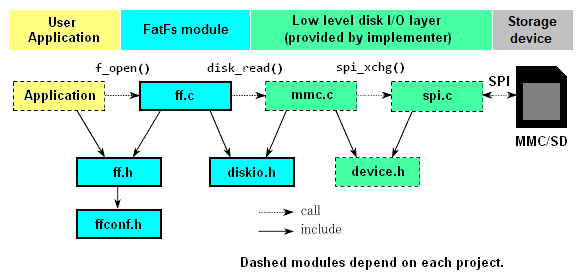 User
Application
FatFs module
Low level disk I/O layer
(provided by implementer)
Storage
device
f_open()
disk_read()
spi_xchg()
SPI
Application
ff.c
mmc.c
spi.c
MMC/SD
ff.h
diskio.h
device.h
ffconf.h
call
include
Dashed modules depend on each project.